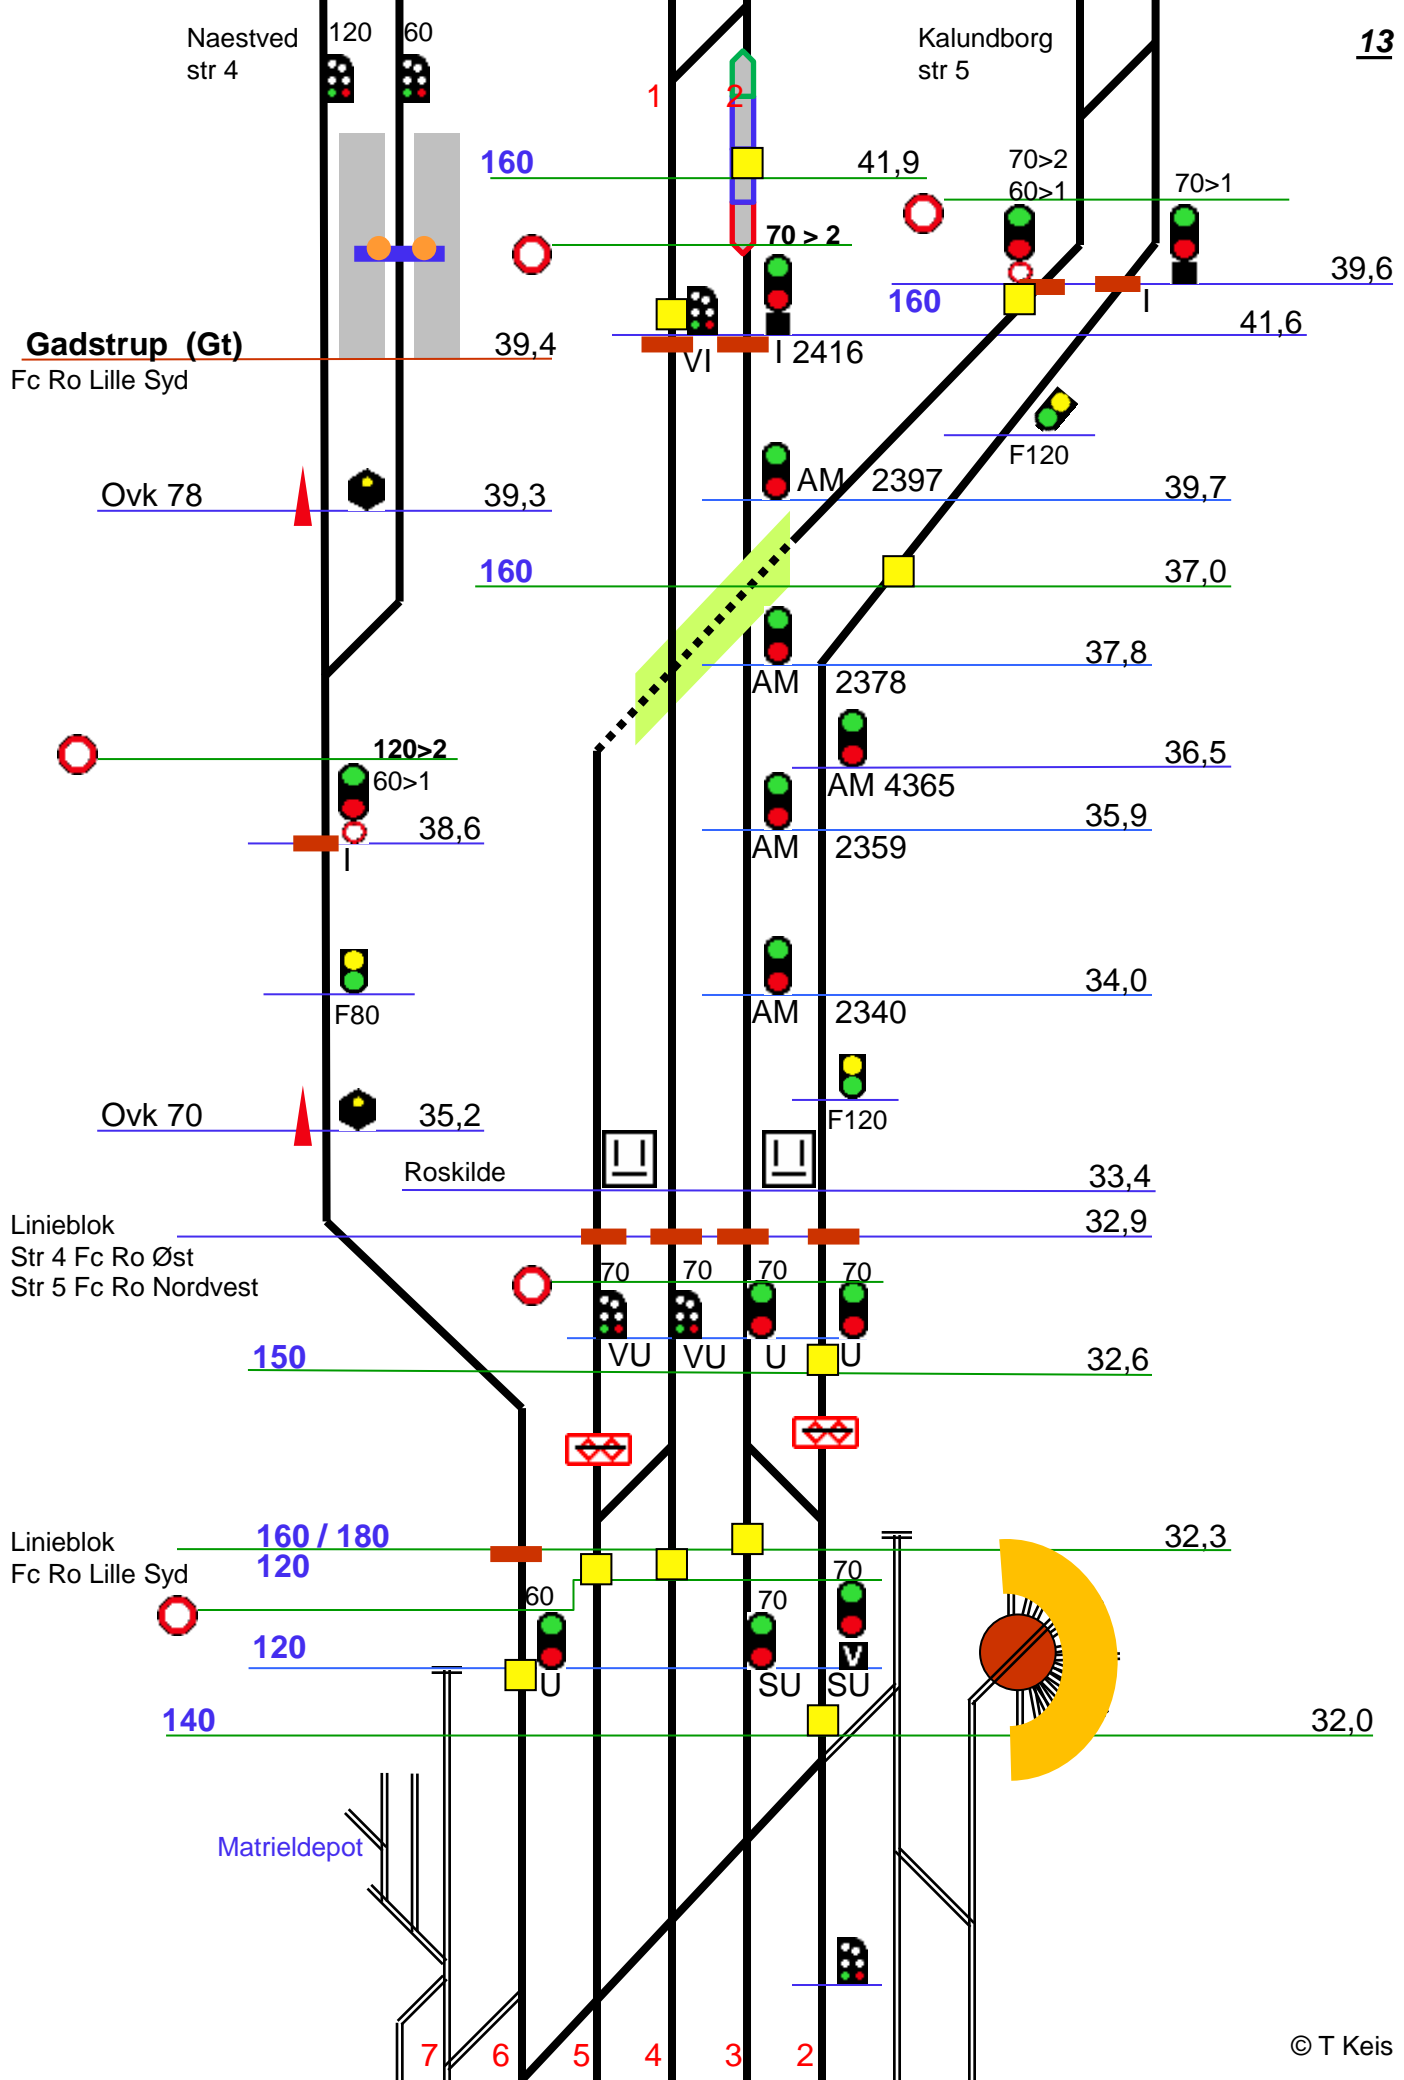 Naestved
str 4
120
60
Kalundborg
str 5
13
1
2
160
41,9
70>2
60>1
70>1
70 > 2
39,6
160
I
41,6
Gadstrup (Gt)
39,4
VI
I 2416
Fc Ro Lille Syd
F120
Ovk 78
39,3
AM 2397
39,7
160
37,0
37,8
AM 2378
120>2
60>1
36,5
AM 4365
38,6
I
35,9
AM 2359
F80
34,0
AM 2340
Ovk 70
35,2
F120
Roskilde
33,4
Linieblok
32,9
Str 4 Fc Ro Øst
Str 5 Fc Ro Nordvest
70
70
70
70
VU
VU
U
U
150
32,6
Linieblok
160 / 180
32,3
Fc Ro Lille Syd
120
60
70
70
120
V
U
SU
SU
140
32,0
Matrieldepot
7
6
5
4
3
2
© T Keis